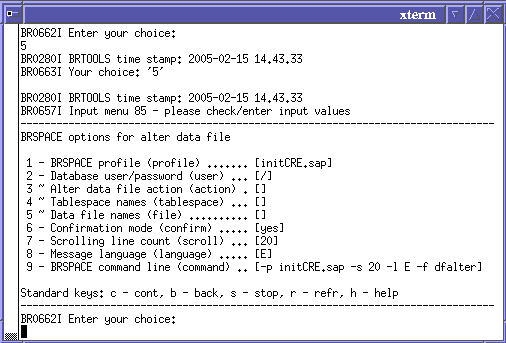 xterm
BR0662I Enter your choice:
5
BR0280I BRTOOLS time stamp: 2005-02-15 14.43.33
BR0663I Your choice: '5'
BR0280I BRTOOLS time stamp: 2005-02-15 14.43.33
BR0657I Input menu 85 - please check/enter input values
-------------------------------------------------------------------------------
BRSPACE options for alter data file
1 - BRSPACE profile (profile) ....... [initCRE.sap]
2 - Database user/password (user) ... [/]
3 ~ Alter data file action (action) . []
4 ~ Tablespace names (tablespace) ... []
5 ~ Data file names (file) .......... []
6 - Confirmation mode (confirm) ..... [yes]
7 - Scrolling line count (scroll) ... [20]
8 - Message language (language) ..... [E]
9 - BRSPACE command line (command) .. [-p initCRE.sap -s 20 -l E -f dfalter]
Standard keys: c - cont, b - back, s - stop, r - refr, h - help
-------------------------------------------------------------------------------
BR0662I Enter your choice: